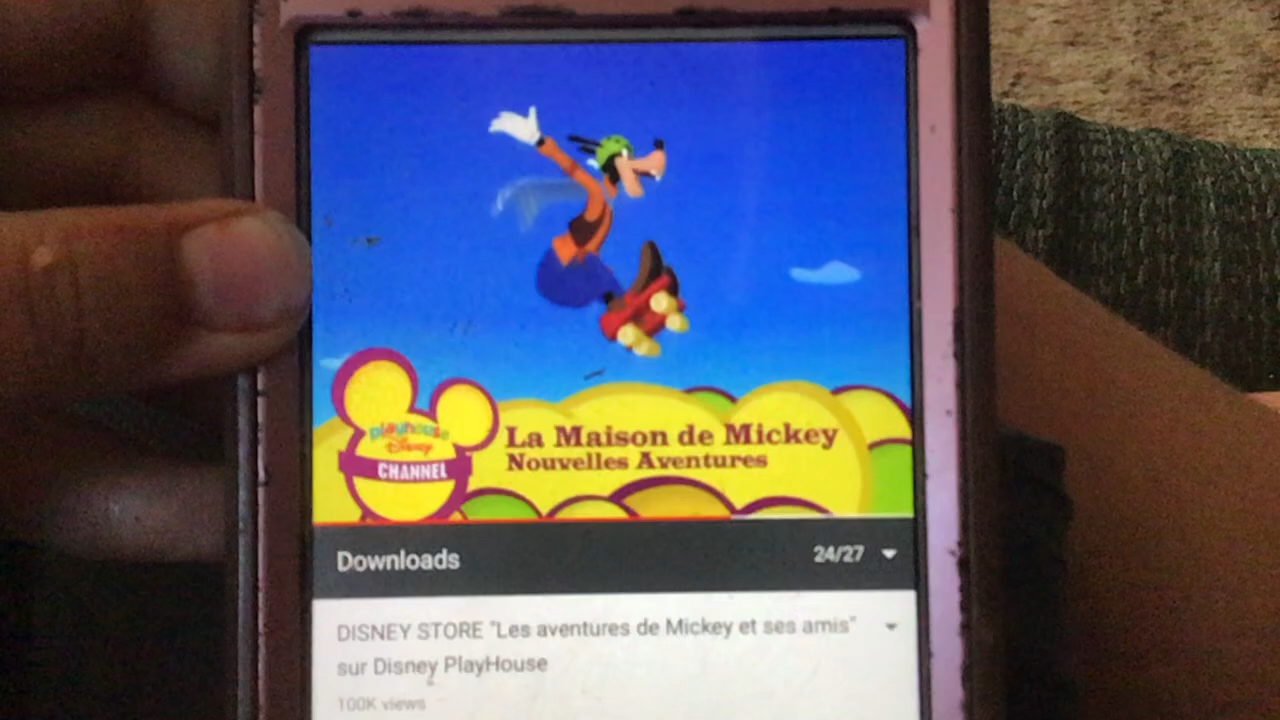 playhouse
Disney
CHANNEL
La Maison de Mickey
Nouvelles Aventures
Downloads
24/27
DISNEY STORE "Les aventures de Mickey et ses amis"
sur Disney PlayHouse
100K views